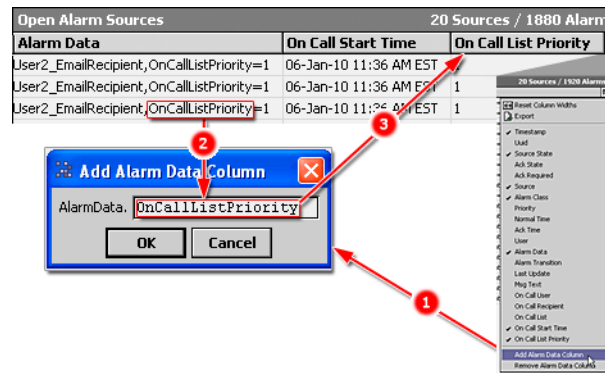 Open Alarm Sources 20 Sources / 1880 Alarm
Alarm Data On Call Start Time On Call List Priority
User2_EmailRecipient,OnCallListPriority=1 06-Jan-10 11:36 AM EST
User2_EmailRecipient,OnCallListPriority=1 06-Jan-10 11:36 AM EST 1
User2_EmailRecipient,OnCallListPriority=1 06-Jan-10 11:36 AM EST 1
3
2
Add Alarm Data Column
AlarmData. OnCallListPriority
OK Cancel
1
20 Sources / 1920 Alarms
Reset Column Widths
Export
Timestamp
Uuid
Source State
Ack State
Ack Required
Source
Alarm Class
Priority
Normal Time
Ack Time
User
Alarm Data
Alarm Transition
Last Update
Msg Text
On Call User
On Call Recipient
On Call List
On Call Start Time
On Call List Priority
Add Alarm Data Column
Remove Alarm Data Column